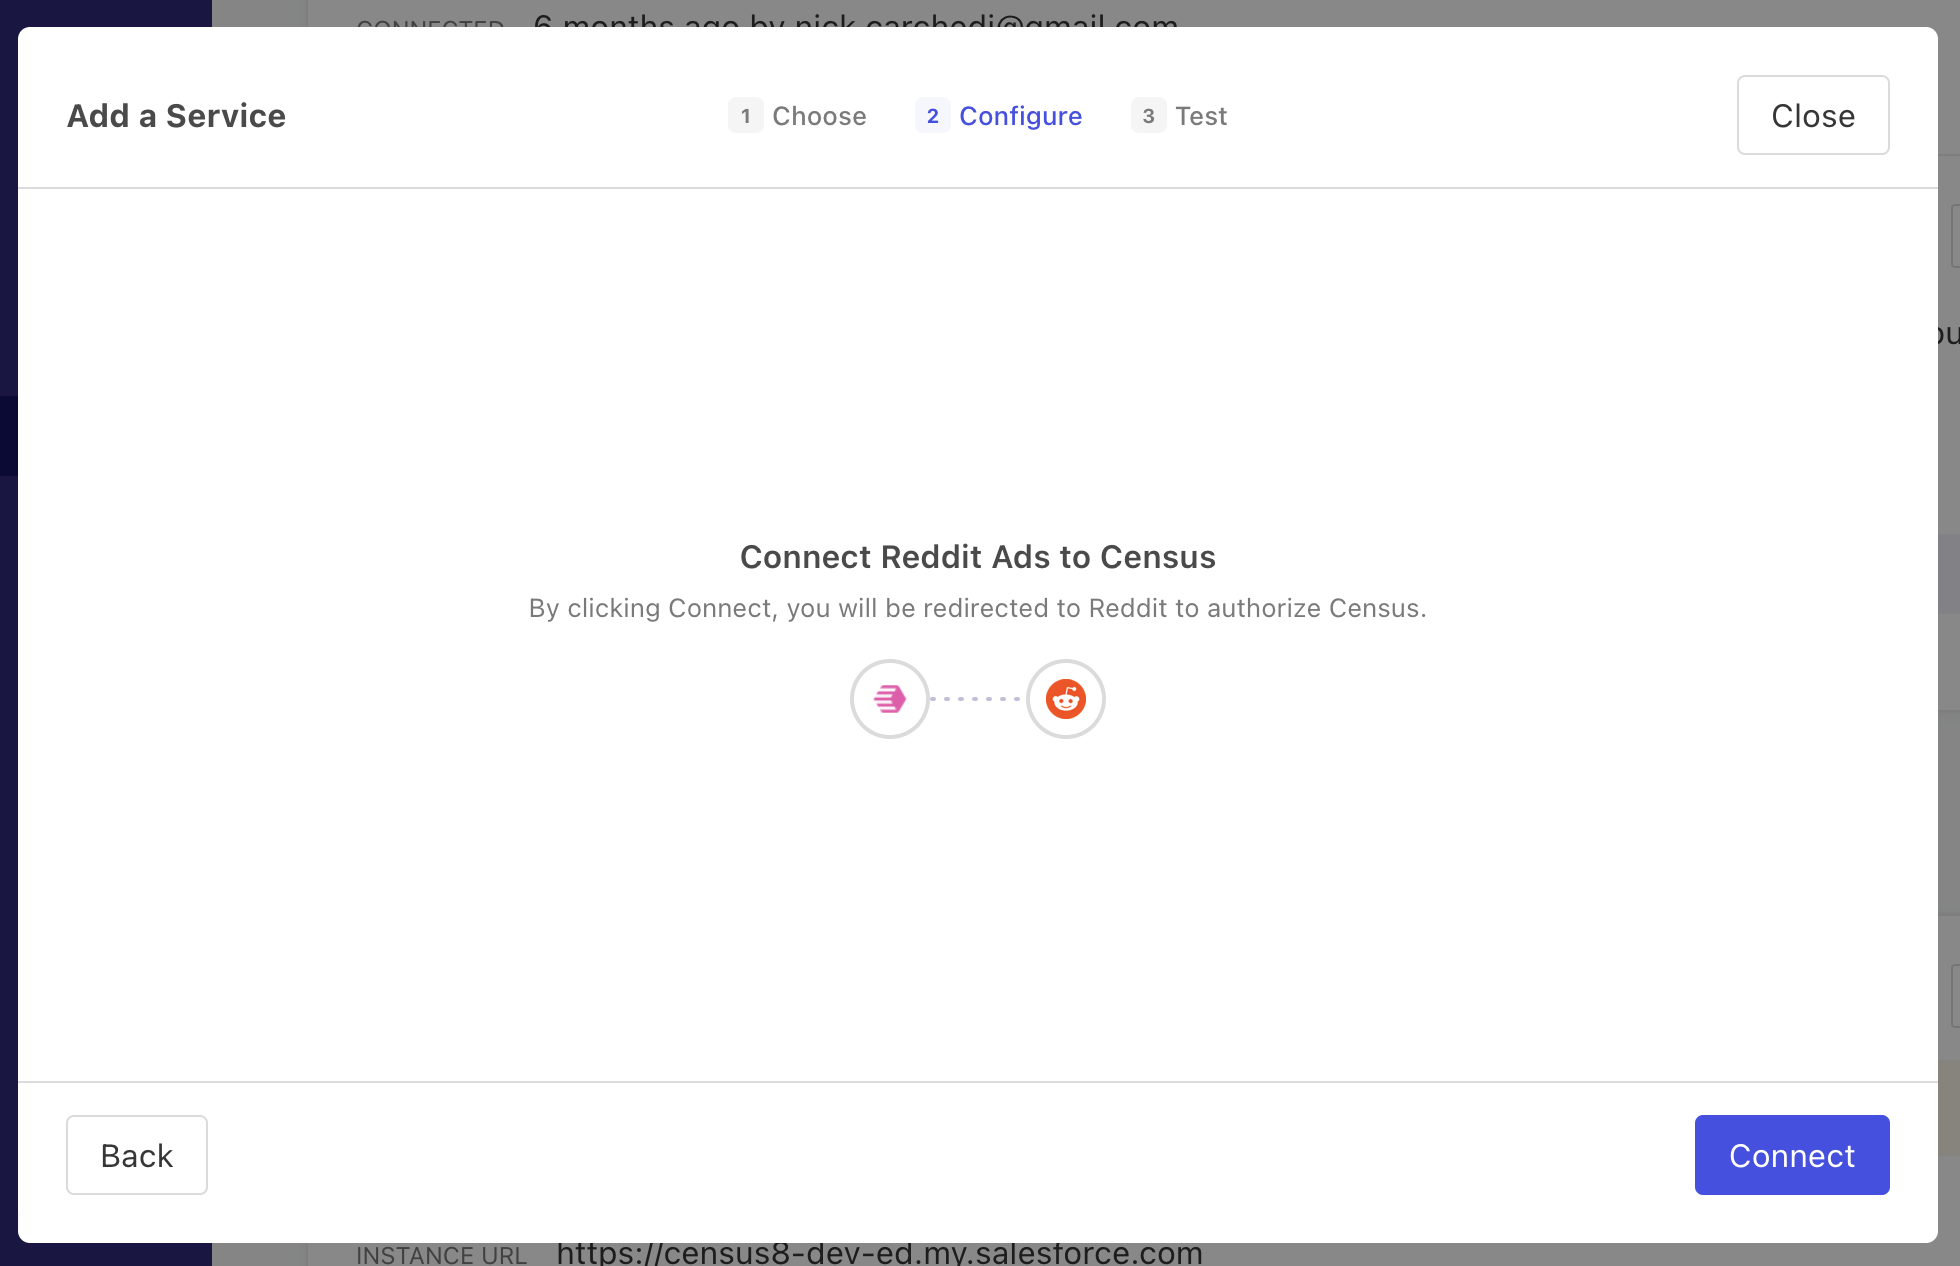 CONNECTED 6 months ago by nick.carchedi@gmail.com
Add a Service
1 Choose
2 Configure
3 Test
Close
Connect Reddit Ads to Census
By clicking Connect, you will be redirected to Reddit to authorize Census.
Back
Connect
INSTANCE URL https://census8-dev-ed.my.salesforce.com